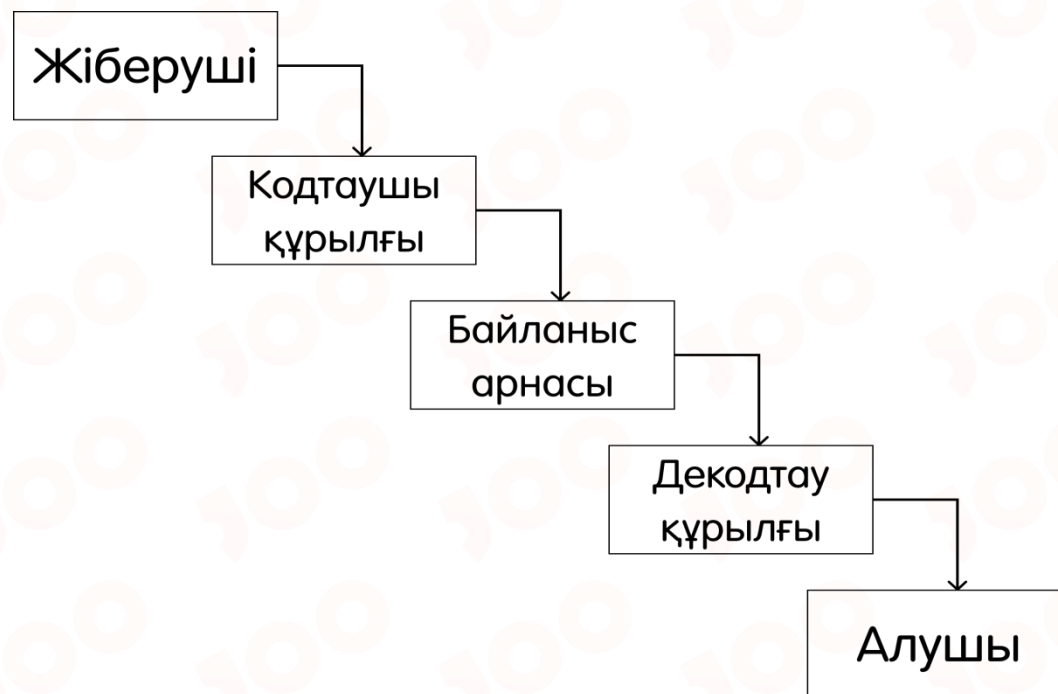 Жіберуші
Кодтаушы
құрылғы
Байланыс
арнасы
Декодтау
құрылғы
Алушы